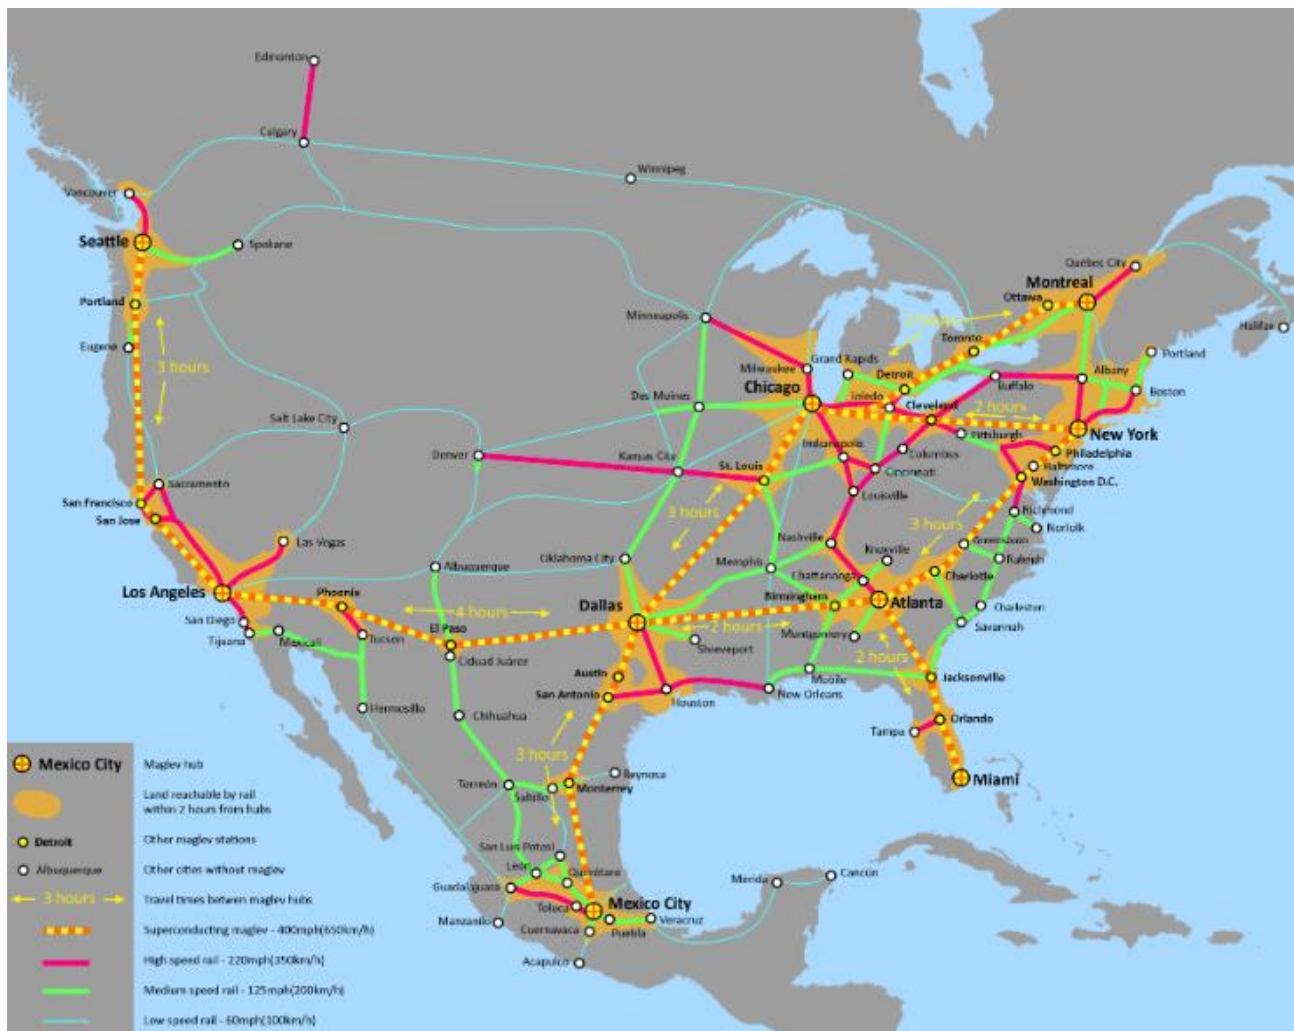 Edmonton
Calgary
Winnipeg
Vancouver
Seattle
Spokane
Québec City
Montreal
Ottawa
Portland
Halifax
Minneapolis
Toronto
Eugene
3 hours
Grand Rapids
Portland
Milwaukee
Detroit
Albany
Buffalo
Chicago
Boston
Des Moines
Toledo
Cleveland
2 hours
Salt Lake City
New York
Pittsburgh
Indianapolis
Denver
Kansas City
Columbus
Philadelphia
St. Louis
Cincinnati
Baltimore
Washington D.C.
Sacramento
Louisville
San Francisco
San Jose
3 hours
Richmond
3 hours
Norfolk
Las Vegas
Nashville
Greensboro
Knoxville
Raleigh
Oklahoma City
Memphis
Albuquerque
Chattanooga
Charlotte
Los Angeles
Phoenix
Birmingham
Atlanta
4 hours
Dallas
Charleston
San Diego
El Paso
2 hours
Savannah
Tijuana
Mexicali
Tucson
Montgomery
Shreveport
Ciduad Juárez
2 hours
Austin
Mobile
Jacksonville
San Antonio
New Orleans
Houston
Hermosillo
Chihuahua
Orlando
Tampa
3 hours
Mexico City
Maglev hub
Reynosa
Miami
Torreón
Monterrey
Saltillo
Land reachable by rail
within 2 hours from hubs
Detroit
Other maglev stations
San Luis Potosí
León
Querétaro
Albuquerque
Other cities without maglev
Mérida
Cancún
Guadalajara
3 hours
Travel times betwen maglev hubs
Toluca
Mexico City
Manzanilo
Veracruz
Cuernavaca
Puebla
Superconducting maglev - 400mph(650km/h)
High speed rail - 220mph(350km/h)
Acapulco
Medium speed rail - 125mph(200km/h)
Low speed rail - 60mph(100km/h)